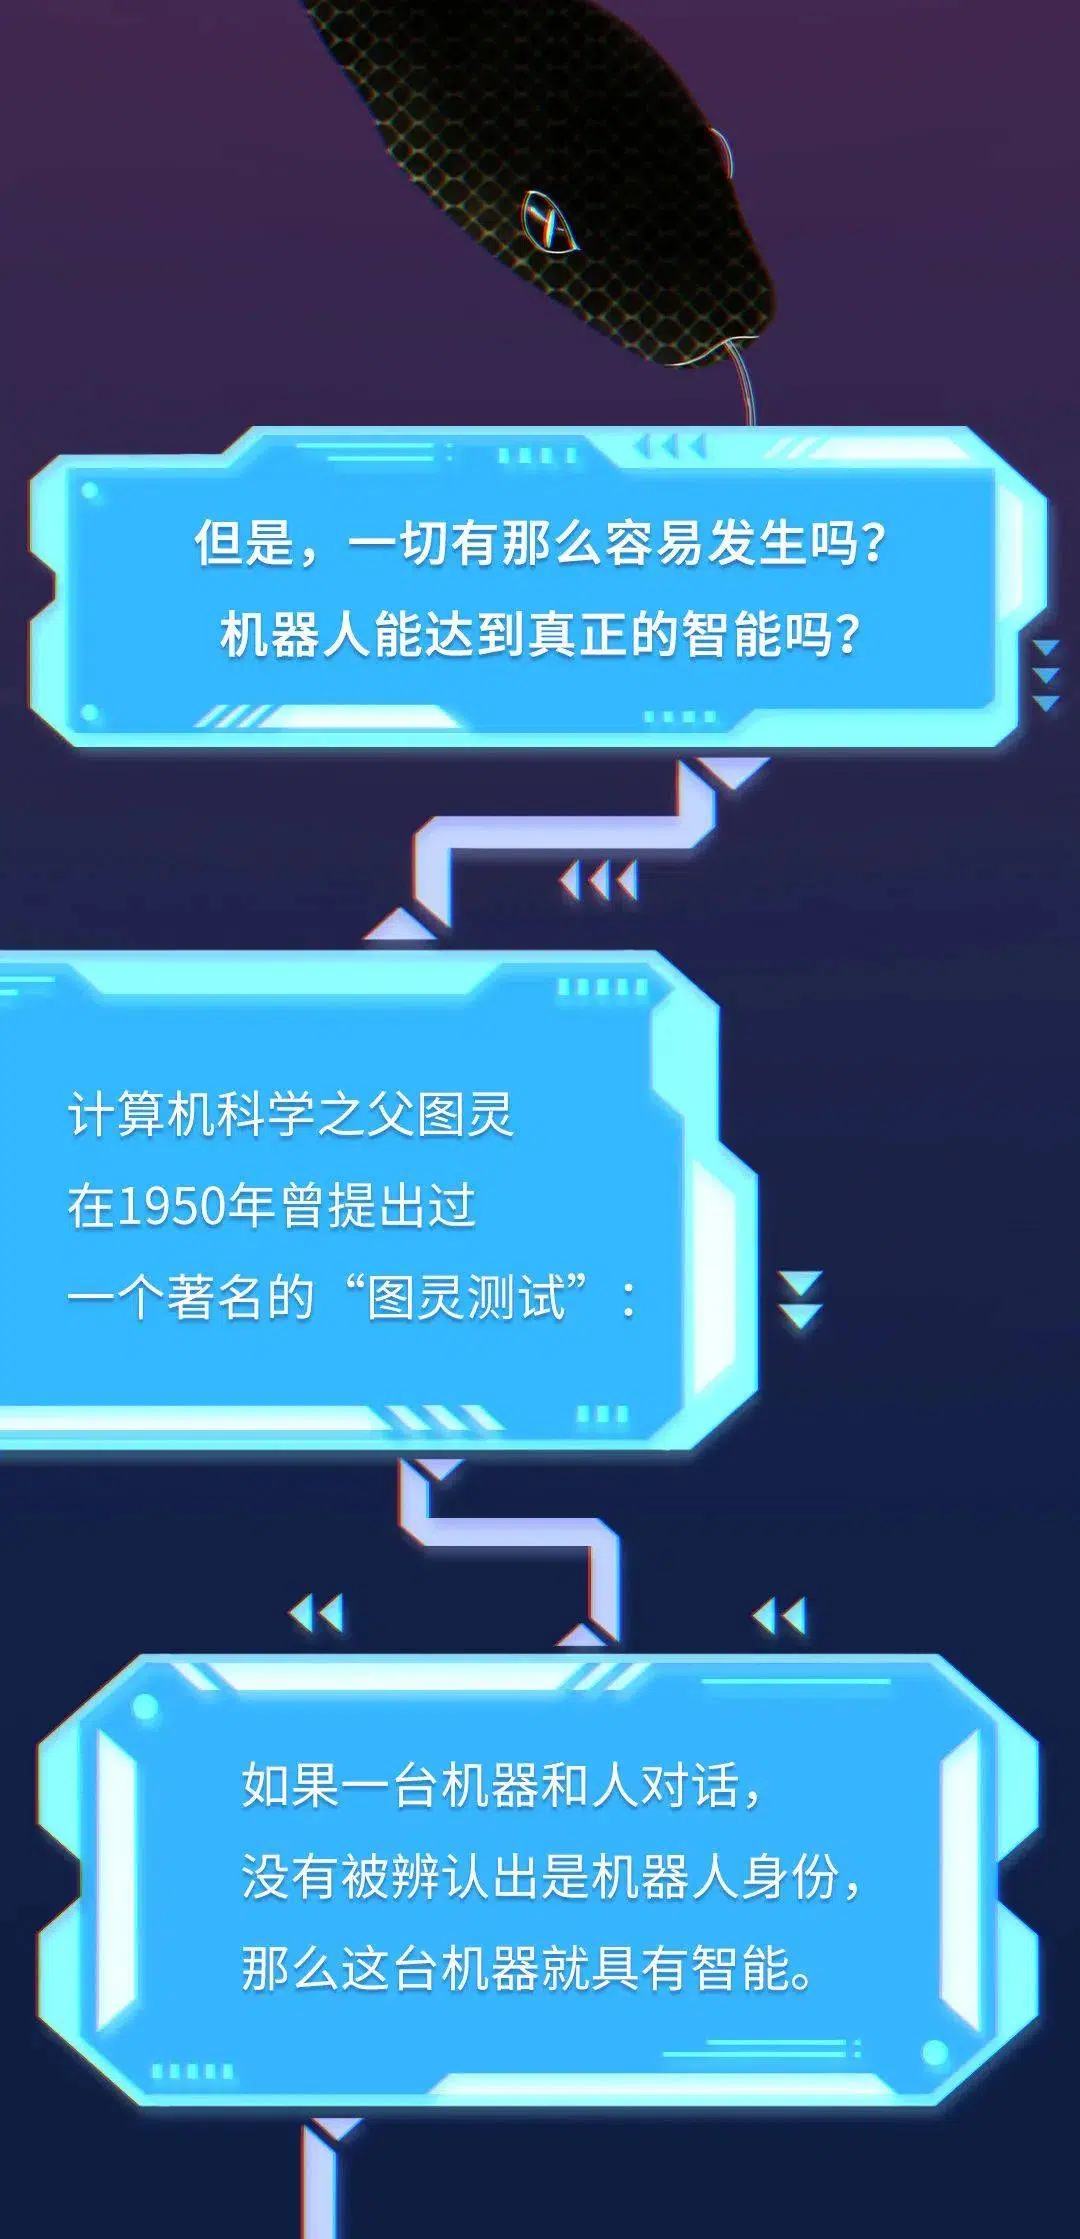 但是，一切有那么容易发生吗？
机器人能达到真正的智能吗？
计算机科学之父图灵
在1950年曾提出过
一个著名的“图灵测试”：
如果一台机器和人对话，
没有被辨认出是机器人身份，
那么这台机器就具有智能。